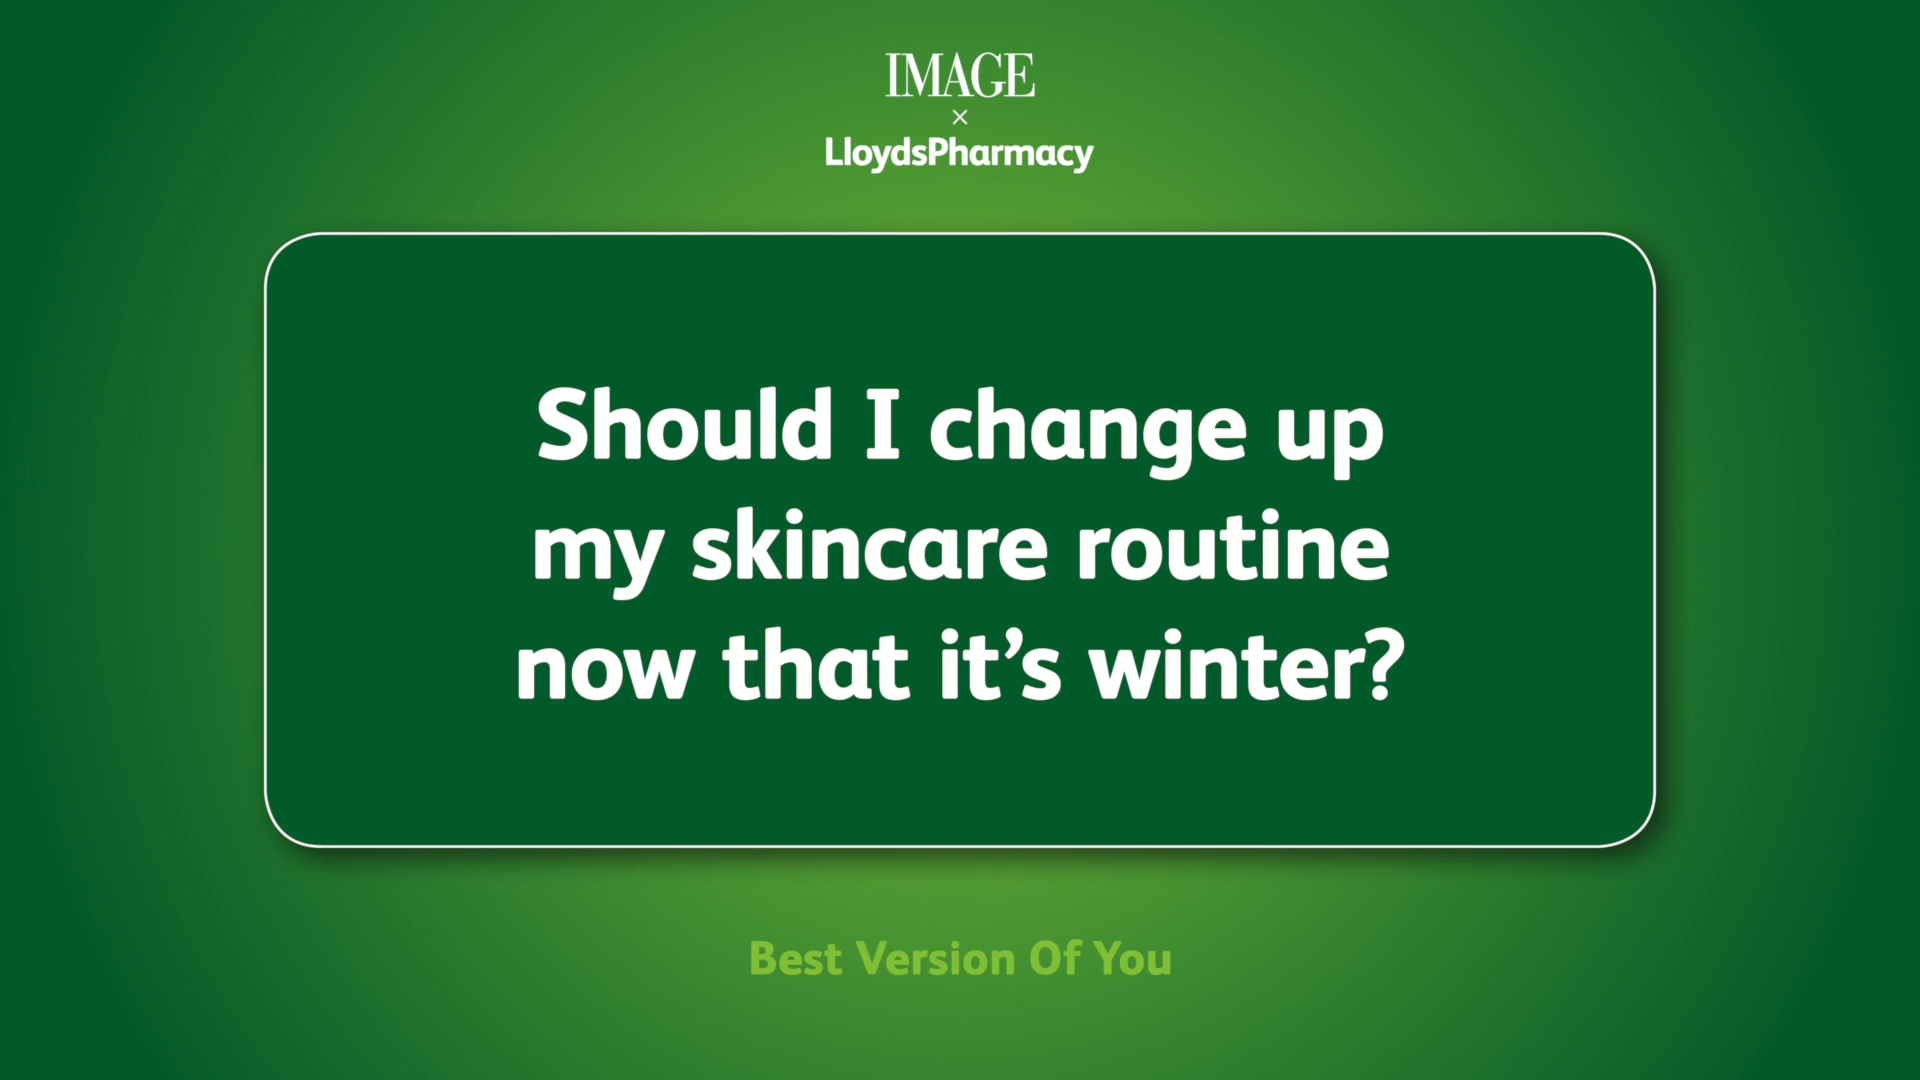 IMAGE
×
LloydsPharmacy
Should I change up
my skincare routine
now that it’s winter?
Best Version Of You